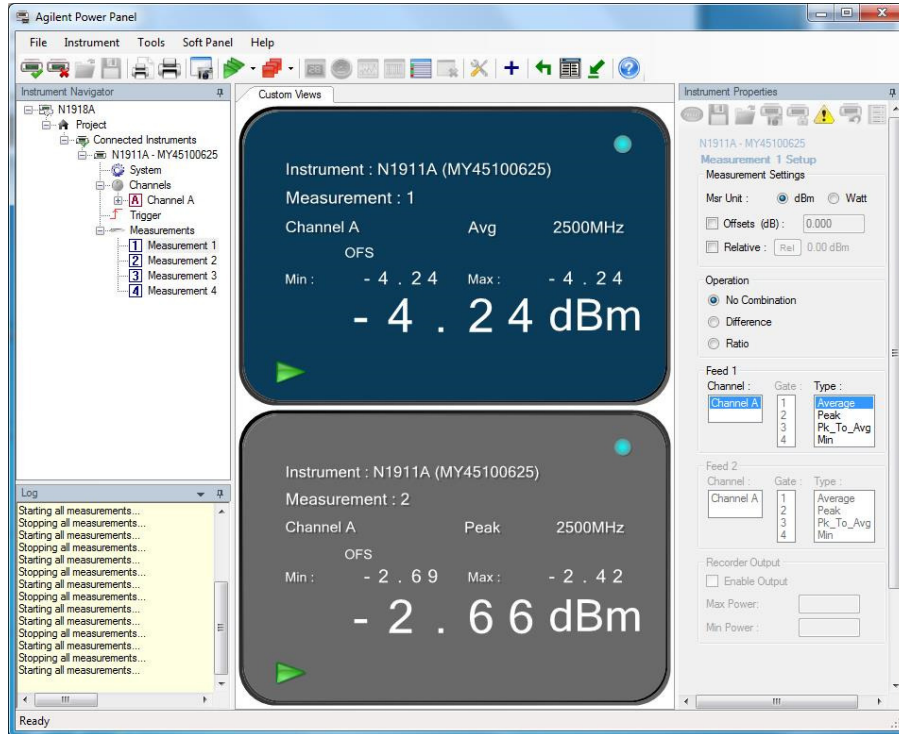 Agilent Power Panel
File Instrument Tools Soft Panel Help
Instrument Navigator
N1918A
Project
Connected Instruments
N1911A - MY45100625
System
Channels
A Channel A
Trigger
Measurements
1 Measurement 1
2 Measurement 2
3 Measurement 3
4 Measurement 4
Log
Starting all measurements...
Stopping all measurements...
Starting all measurements...
Stopping all measurements...
Starting all measurements...
Stopping all measurements...
Starting all measurements...
Stopping all measurements...
Starting all measurements...
Starting all measurements...
Stopping all measurements...
Starting all measurements...
Stopping all measurements...
Starting all measurements...
Custom Views
Instrument : N1911A (MY45100625)
Measurement : 1
Channel A Avg 2500MHz
OFS
Min : - 4 . 2 4 Max : - 4 . 2 4
- 4 . 2 4 dBm
Instrument : N1911A (MY45100625)
Measurement : 2
Channel A Peak 2500MHz
OFS
Min : - 2 . 6 9 Max : - 2 . 4 2
- 2 . 6 6 dBm
Instrument Properties
N1911A - MY45100625
Measurement 1 Setup
Measurement Settings
Msr Unit : dBm Watt
Offsets (dB) : 0.000
Relative : Rel 0.00 dBm
Operation
No Combination
Difference
Ratio
Feed 1
Channel : Gate : Type :
Channel A 1 Average
2 Peak
3 Pk_To_Avg
4 Min
Feed 2
Channel : Gate : Type :
Channel A 1 Average
2 Peak
3 Pk_To_Avg
4 Min
Recorder Output
Enable Output
Max Power:
Min Power :
Ready